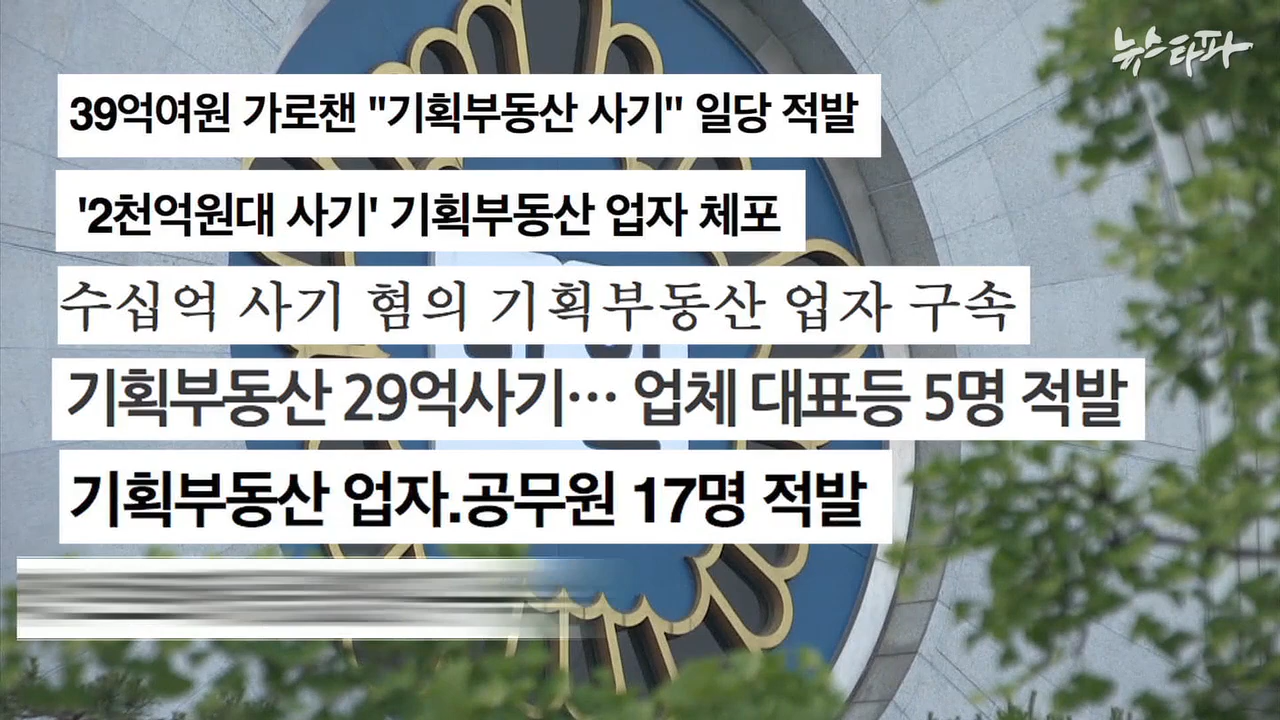 뉴스타파
39억여원 가로챈 "기획부동산 사기" 일당 적발
'2천억원대 사기' 기획부동산 업자 체포
수십억 사기 혐의 기획부동산 업자 구속
기획부동산 29억사기… 업체 대표등 5명 적발
기획부동산 업자.공무원 17명 적발